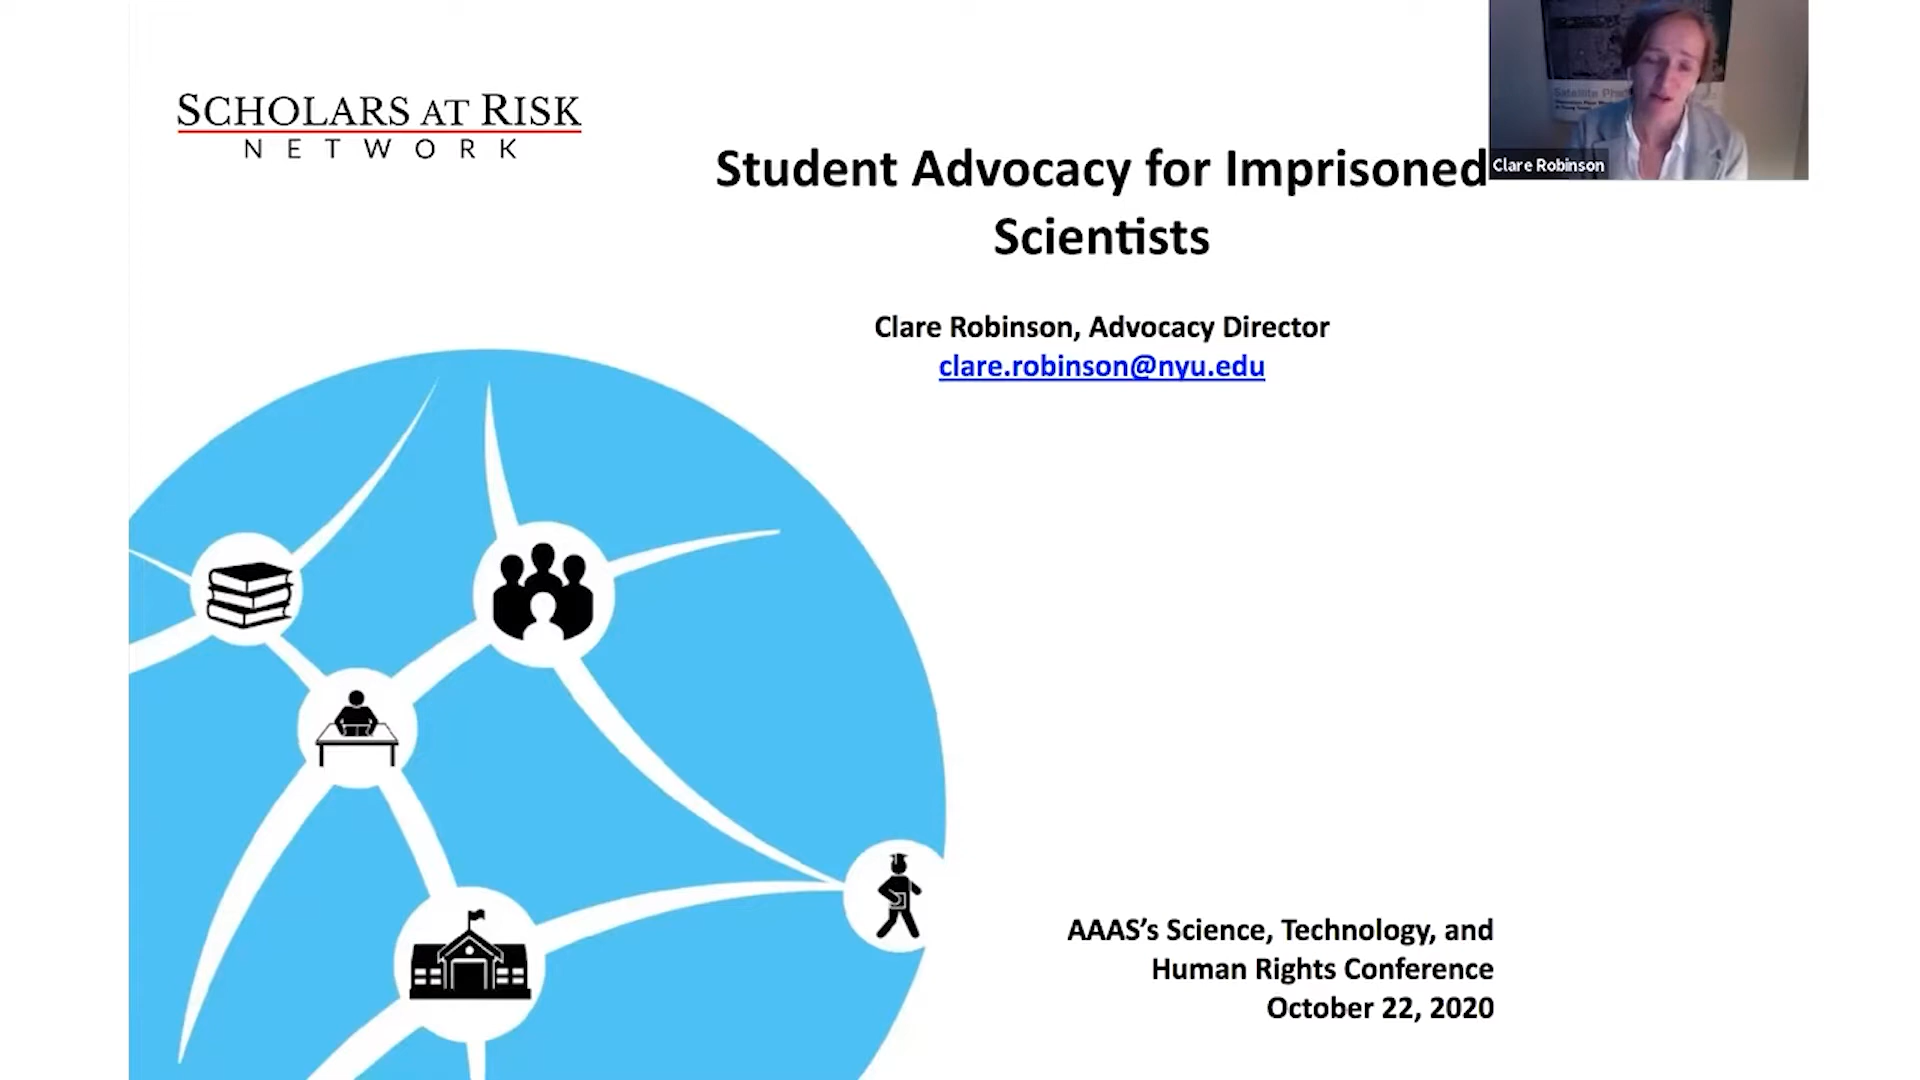 SCHOLARS AT RISK
NETWORK
Student Advocacy for Imprisoned
Scientists
Clare Robinson, Advocacy Director
clare.robinson@nyu.edu
Satellite
Clare Robinson
AAAS’s Science, Technology, and
Human Rights Conference
October 22, 2020